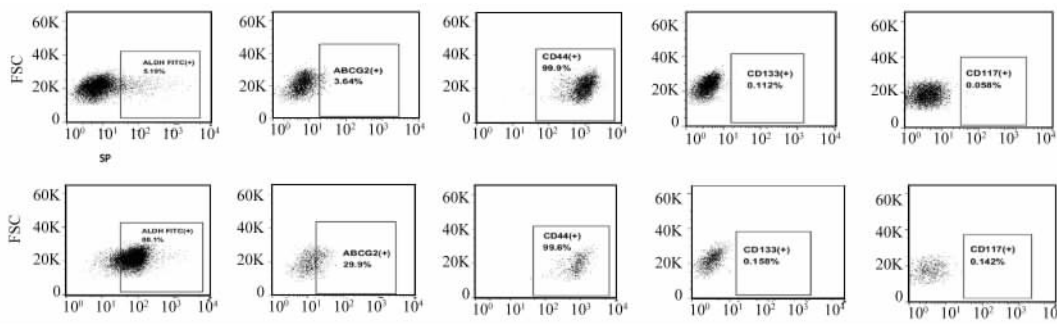 FSC
60K
40K
20K
0
ALDH FITC(+)
5.19%
10⁰ 10¹ 10² 10³ 10⁴
60K
40K
20K
0
ABCG2(+)
3.64%
10⁰ 10¹ 10² 10³ 10⁴
60K
40K
20K
0
CD44(+)
99.9%
10⁰ 10¹ 10² 10³ 10⁴
60K
40K
20K
0
CD133(+)
0.112%
10⁰ 10¹ 10² 10³ 10⁴
60K
40K
20K
0
CD117(+)
0.058%
10⁰ 10¹ 10² 10³ 10⁴
SP
FSC
60K
40K
20K
0
ALDH FITC(+)
10⁰ 10¹ 10² 10³ 10⁴
60K
40K
20K
0
ABCG2(+)
29.9%
10⁰ 10¹ 10² 10³ 10⁴
60K
40K
20K
0
CD44(+)
99.6%
10⁰ 10¹ 10² 10³ 10⁴
60K
40K
20K
0
CD133(+)
0.158%
10⁰ 10¹ 10² 10³ 10⁴
60K
40K
20K
0
CD117(+)
0.142%
10⁰ 10¹ 10² 10³ 10⁴